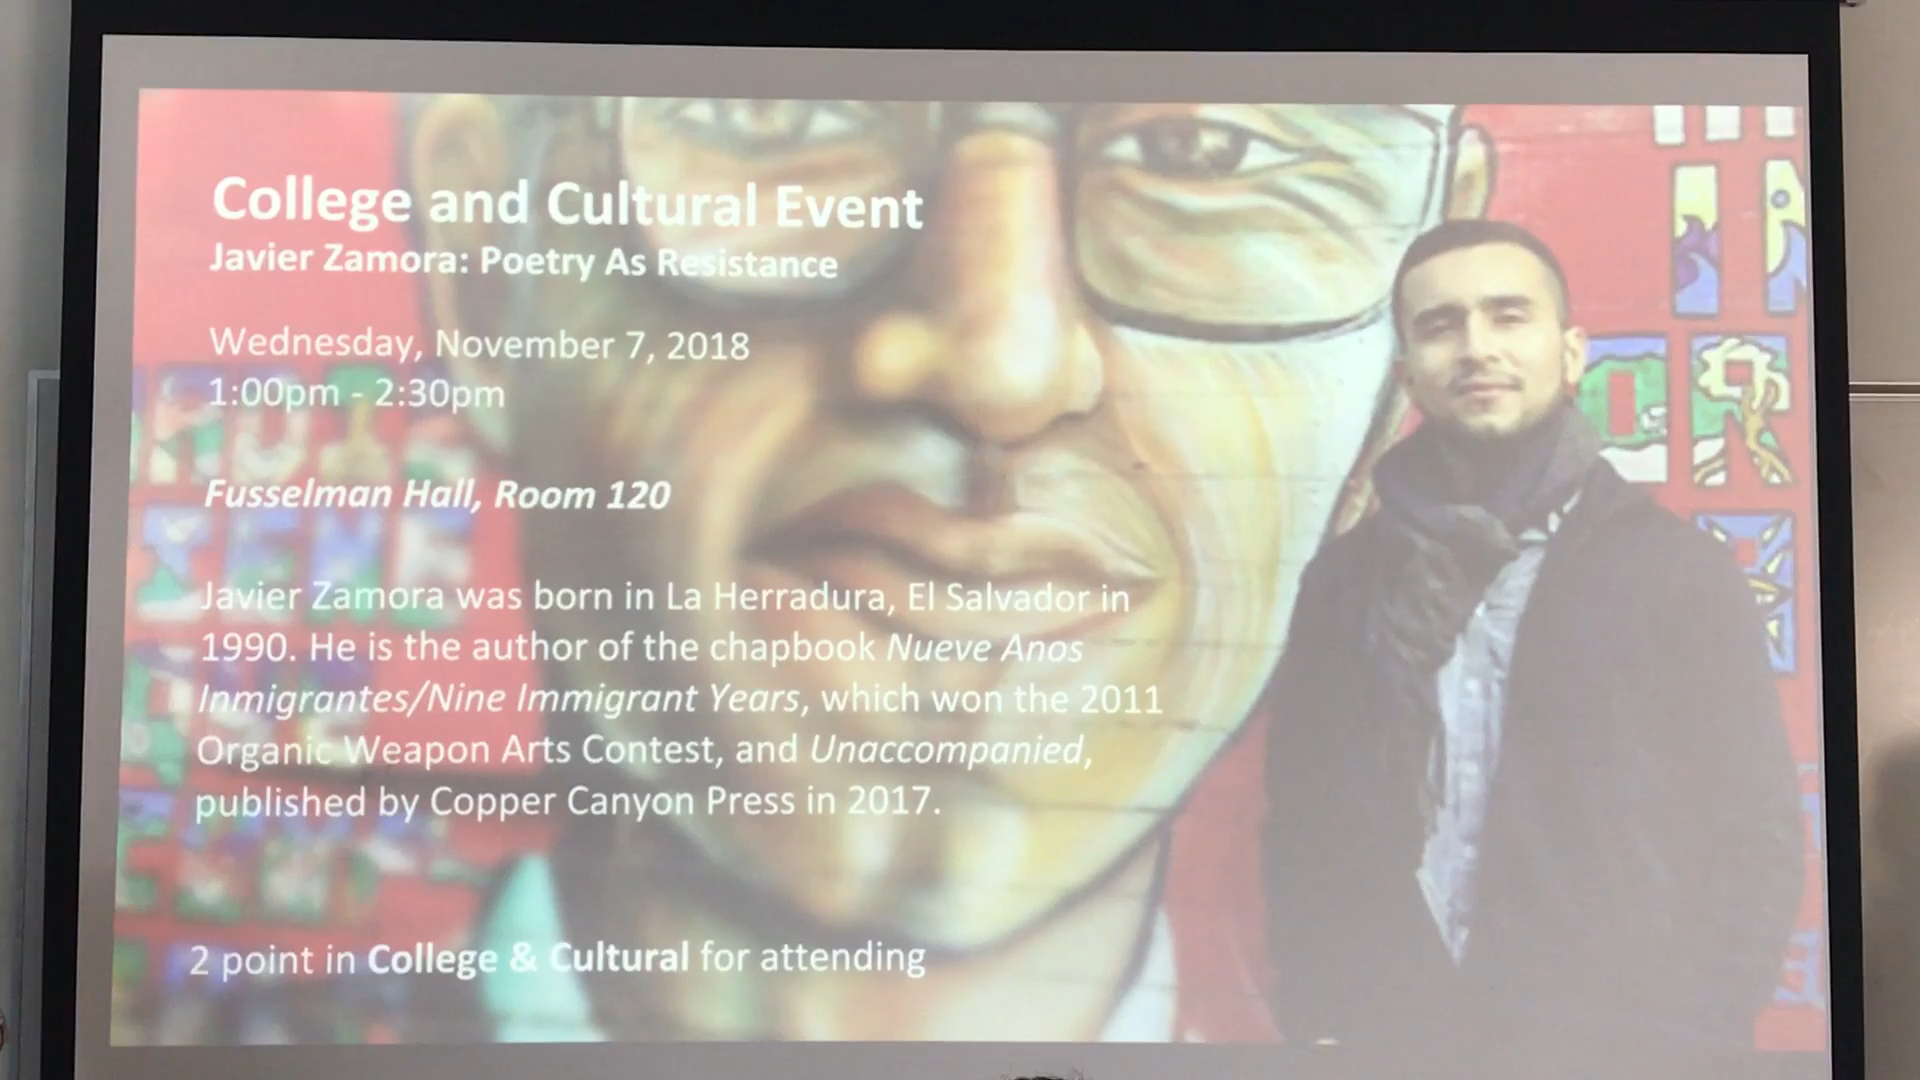 College and Cultural Event
Javier Zamora: Poetry As Resistance
Wednesday, November 7, 2018
1:00pm - 2:30pm
Fusselman Hall, Room 120
Javier Zamora was born in La Herradura, El Salvador in
1990. He is the author of the chapbook Nueve Anos
Inmigrantes/Nine Immigrant Years, which won the 2011
Organic Weapon Arts Contest, and Unaccompanied,
published by Copper Canyon Press in 2017.
2 point in College & Cultural for attending